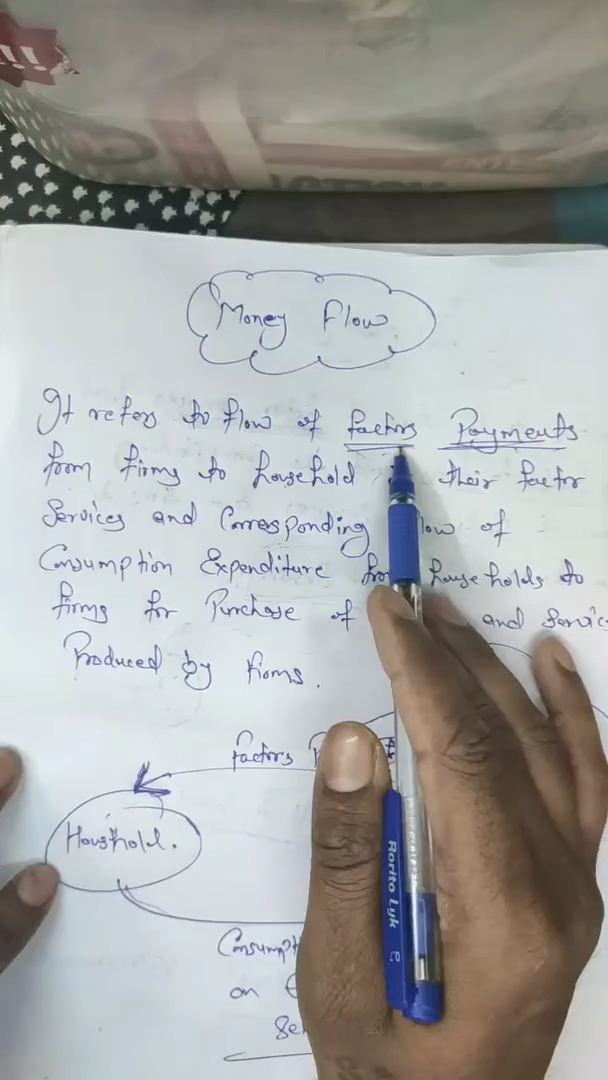 Money Flow
It refers to flow of factors Payments
form firms to household their factor
Services and Corresponding flow of
Consumption Expenditure from households to
firms for Purchase of and Servic
Produced by firms.
factors
Household.
Consumpt
on
Se
Rorito Lyk